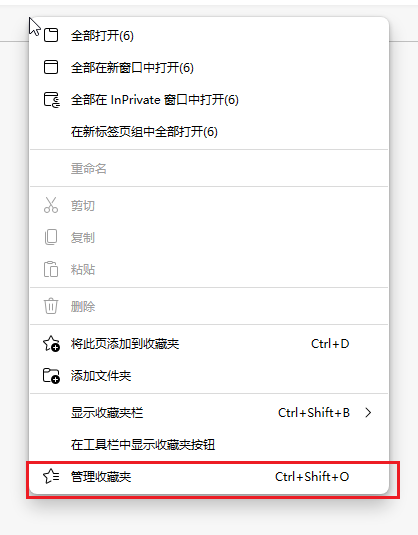 全部打开(6)
全部在新窗口中打开(6)
全部在 InPrivate 窗口中打开(6)
在新标签页组中全部打开(6)
重命名
剪切
复制
粘贴
删除
将此页添加到收藏夹 Ctrl+D
添加文件夹
显示收藏夹栏 Ctrl+Shift+B
在工具栏中显示收藏夹按钮
管理收藏夹 Ctrl+Shift+O